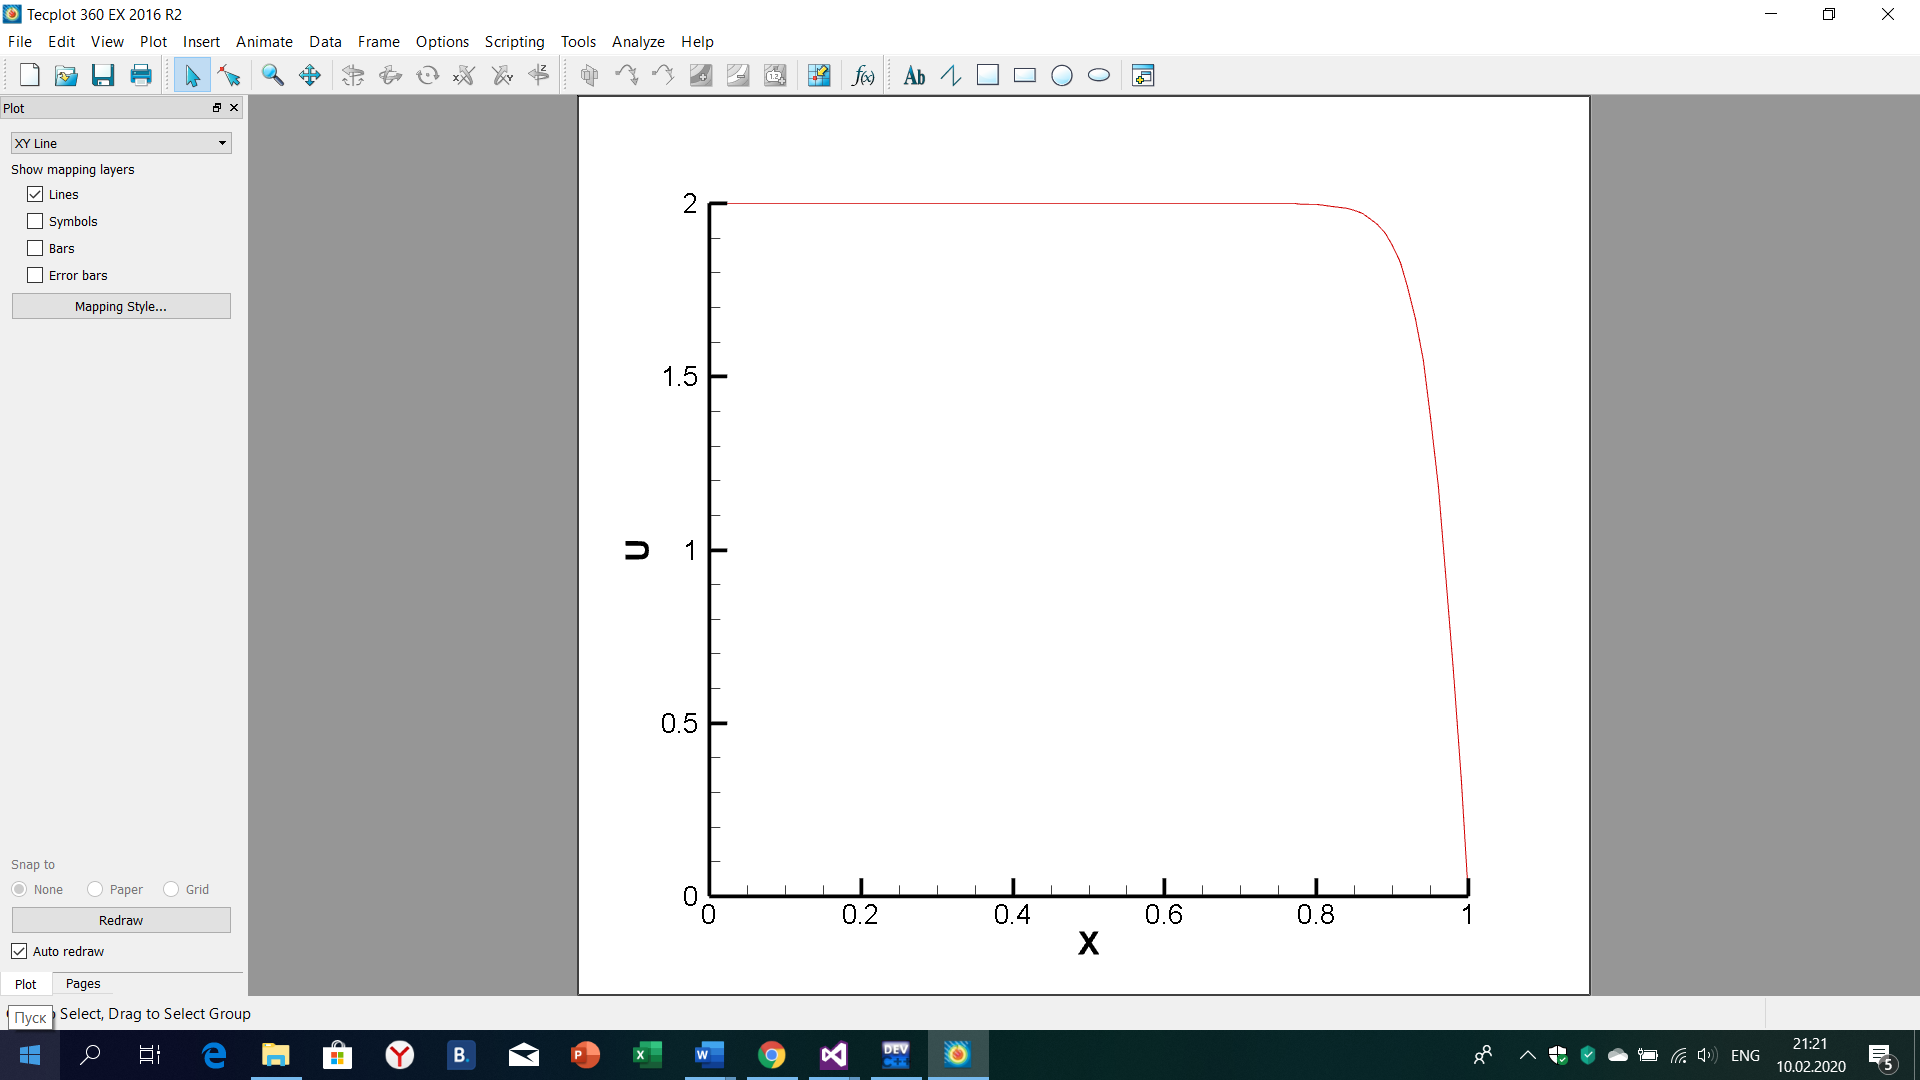 Tecplot 360 EX 2016 R2
File Edit View Plot Insert Animate Data Frame Options Scripting Tools Analyze Help
Plot
XY Line
Show mapping layers
Lines
Symbols
Bars
Error bars
Mapping Style...
2
1.5
1
0.5
0
U
0 0.2 0.4 0.6 0.8 1
X
Snap to
None Paper Grid
Redraw
Auto redraw
Plot Pages
Select, Drag to Select Group
Пуск
ENG
21:21
10.02.2020
5